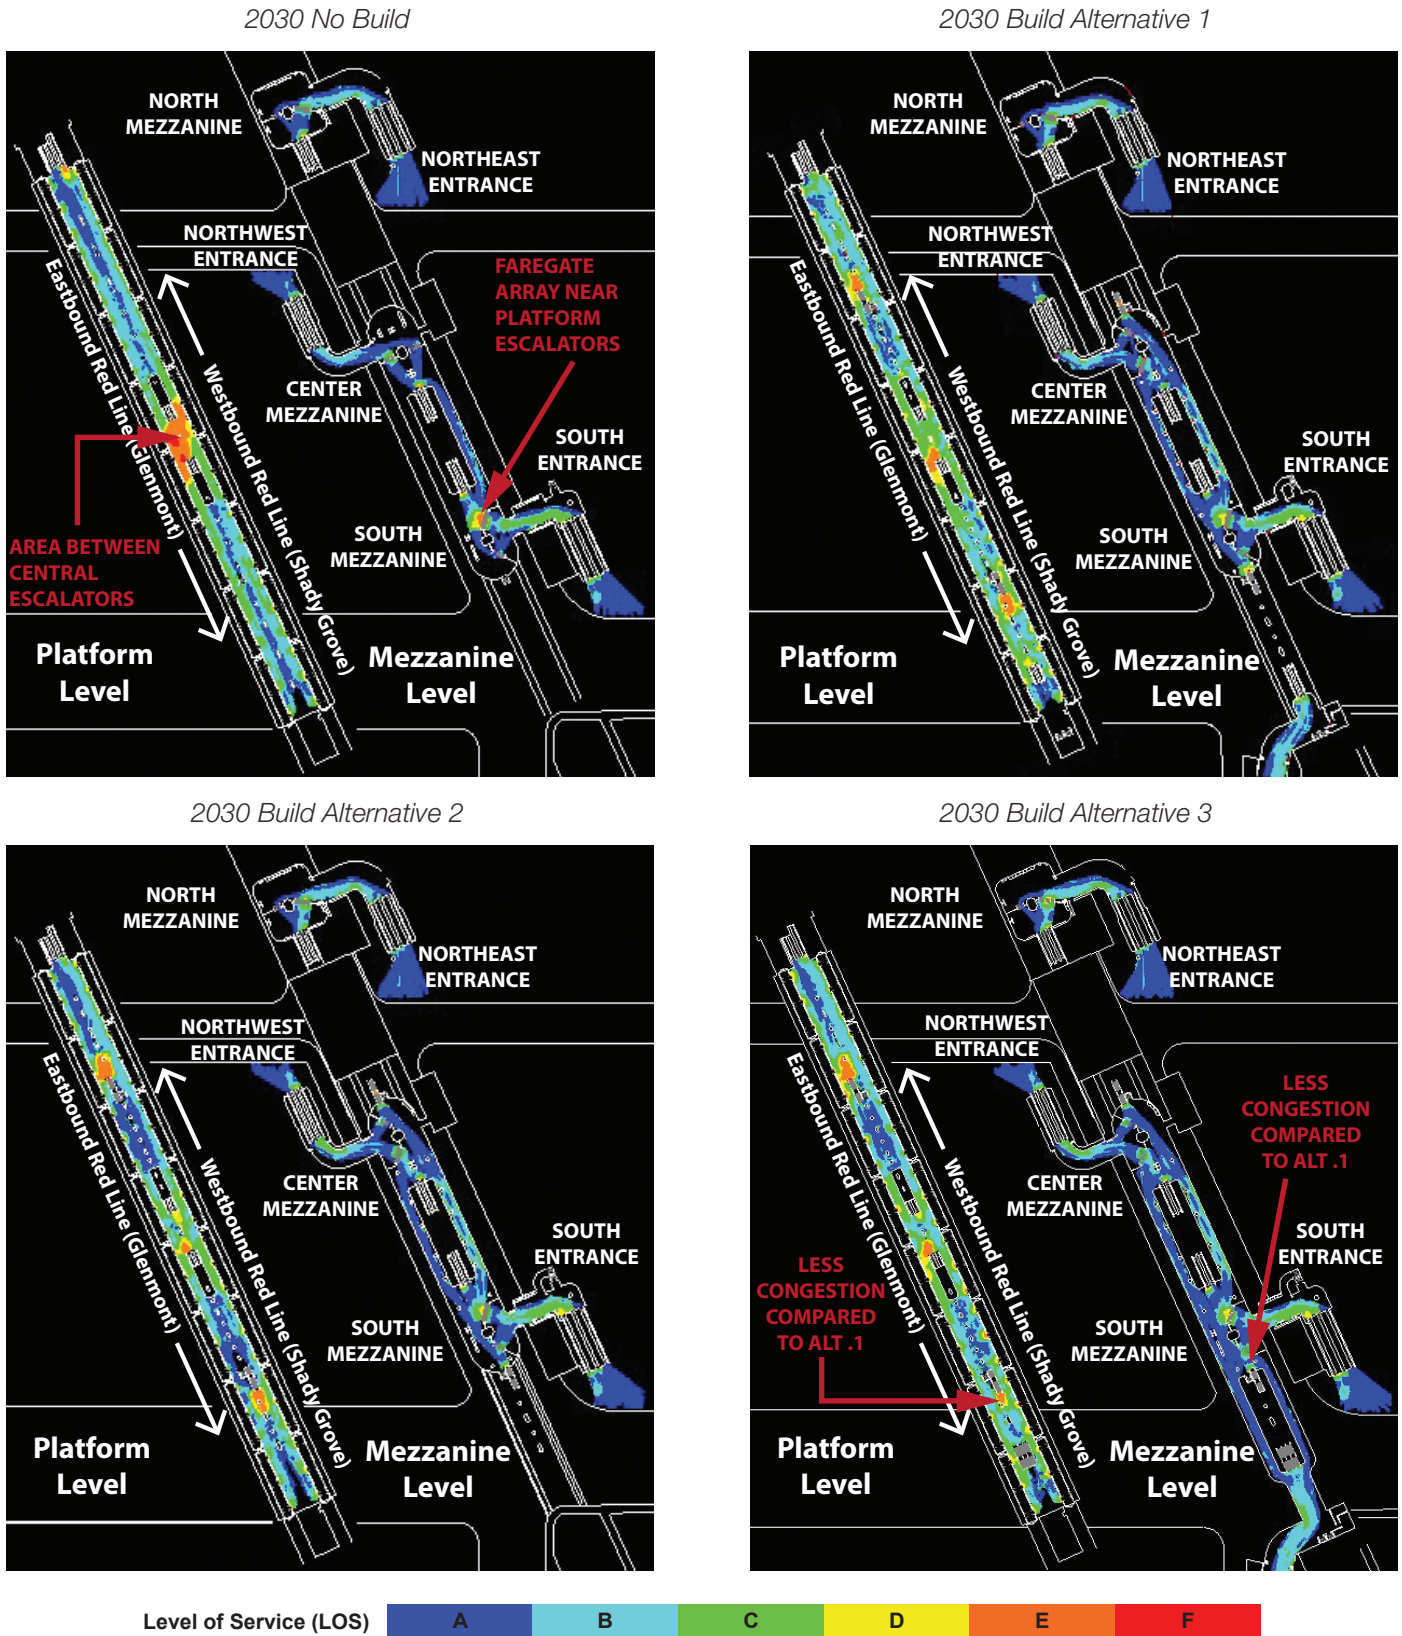 2030 No Build
NORTH
MEZZANINE
NORTHEAST
ENTRANCE
NORTHWEST
ENTRANCE
FAREGATE
ARRAY NEAR
PLATFORM
ESCALATORS
Eastbound Red Line (Glenmont)
Westbound Red Line (Shady Grove)
CENTER
MEZZANINE
SOUTH
ENTRANCE
AREA BETWEEN
CENTRAL
ESCALATORS
SOUTH
MEZZANINE
Platform
Level
Mezzanine
Level
2030 Build Alternative 1
NORTH
MEZZANINE
NORTHEAST
ENTRANCE
NORTHWEST
ENTRANCE
Eastbound Red Line (Glenmont)
Westbound Red Line (Shady Grove)
CENTER
MEZZANINE
SOUTH
ENTRANCE
SOUTH
MEZZANINE
Platform
Level
Mezzanine
Level
2030 Build Alternative 2
NORTH
MEZZANINE
NORTHEAST
ENTRANCE
NORTHWEST
ENTRANCE
Eastbound Red Line (Glenmont)
Westbound Red Line (Shady Grove)
CENTER
MEZZANINE
SOUTH
ENTRANCE
SOUTH
MEZZANINE
Platform
Level
Mezzanine
Level
2030 Build Alternative 3
NORTH
MEZZANINE
NORTHEAST
ENTRANCE
NORTHWEST
ENTRANCE
LESS
CONGESTION
COMPARED
TO ALT .1
Eastbound Red Line (Glenmont)
Westbound Red Line (Shady Grove)
CENTER
MEZZANINE
SOUTH
ENTRANCE
LESS
CONGESTION
COMPARED
TO ALT .1
SOUTH
MEZZANINE
Platform
Level
Mezzanine
Level
Level of Service (LOS) A B C D E F